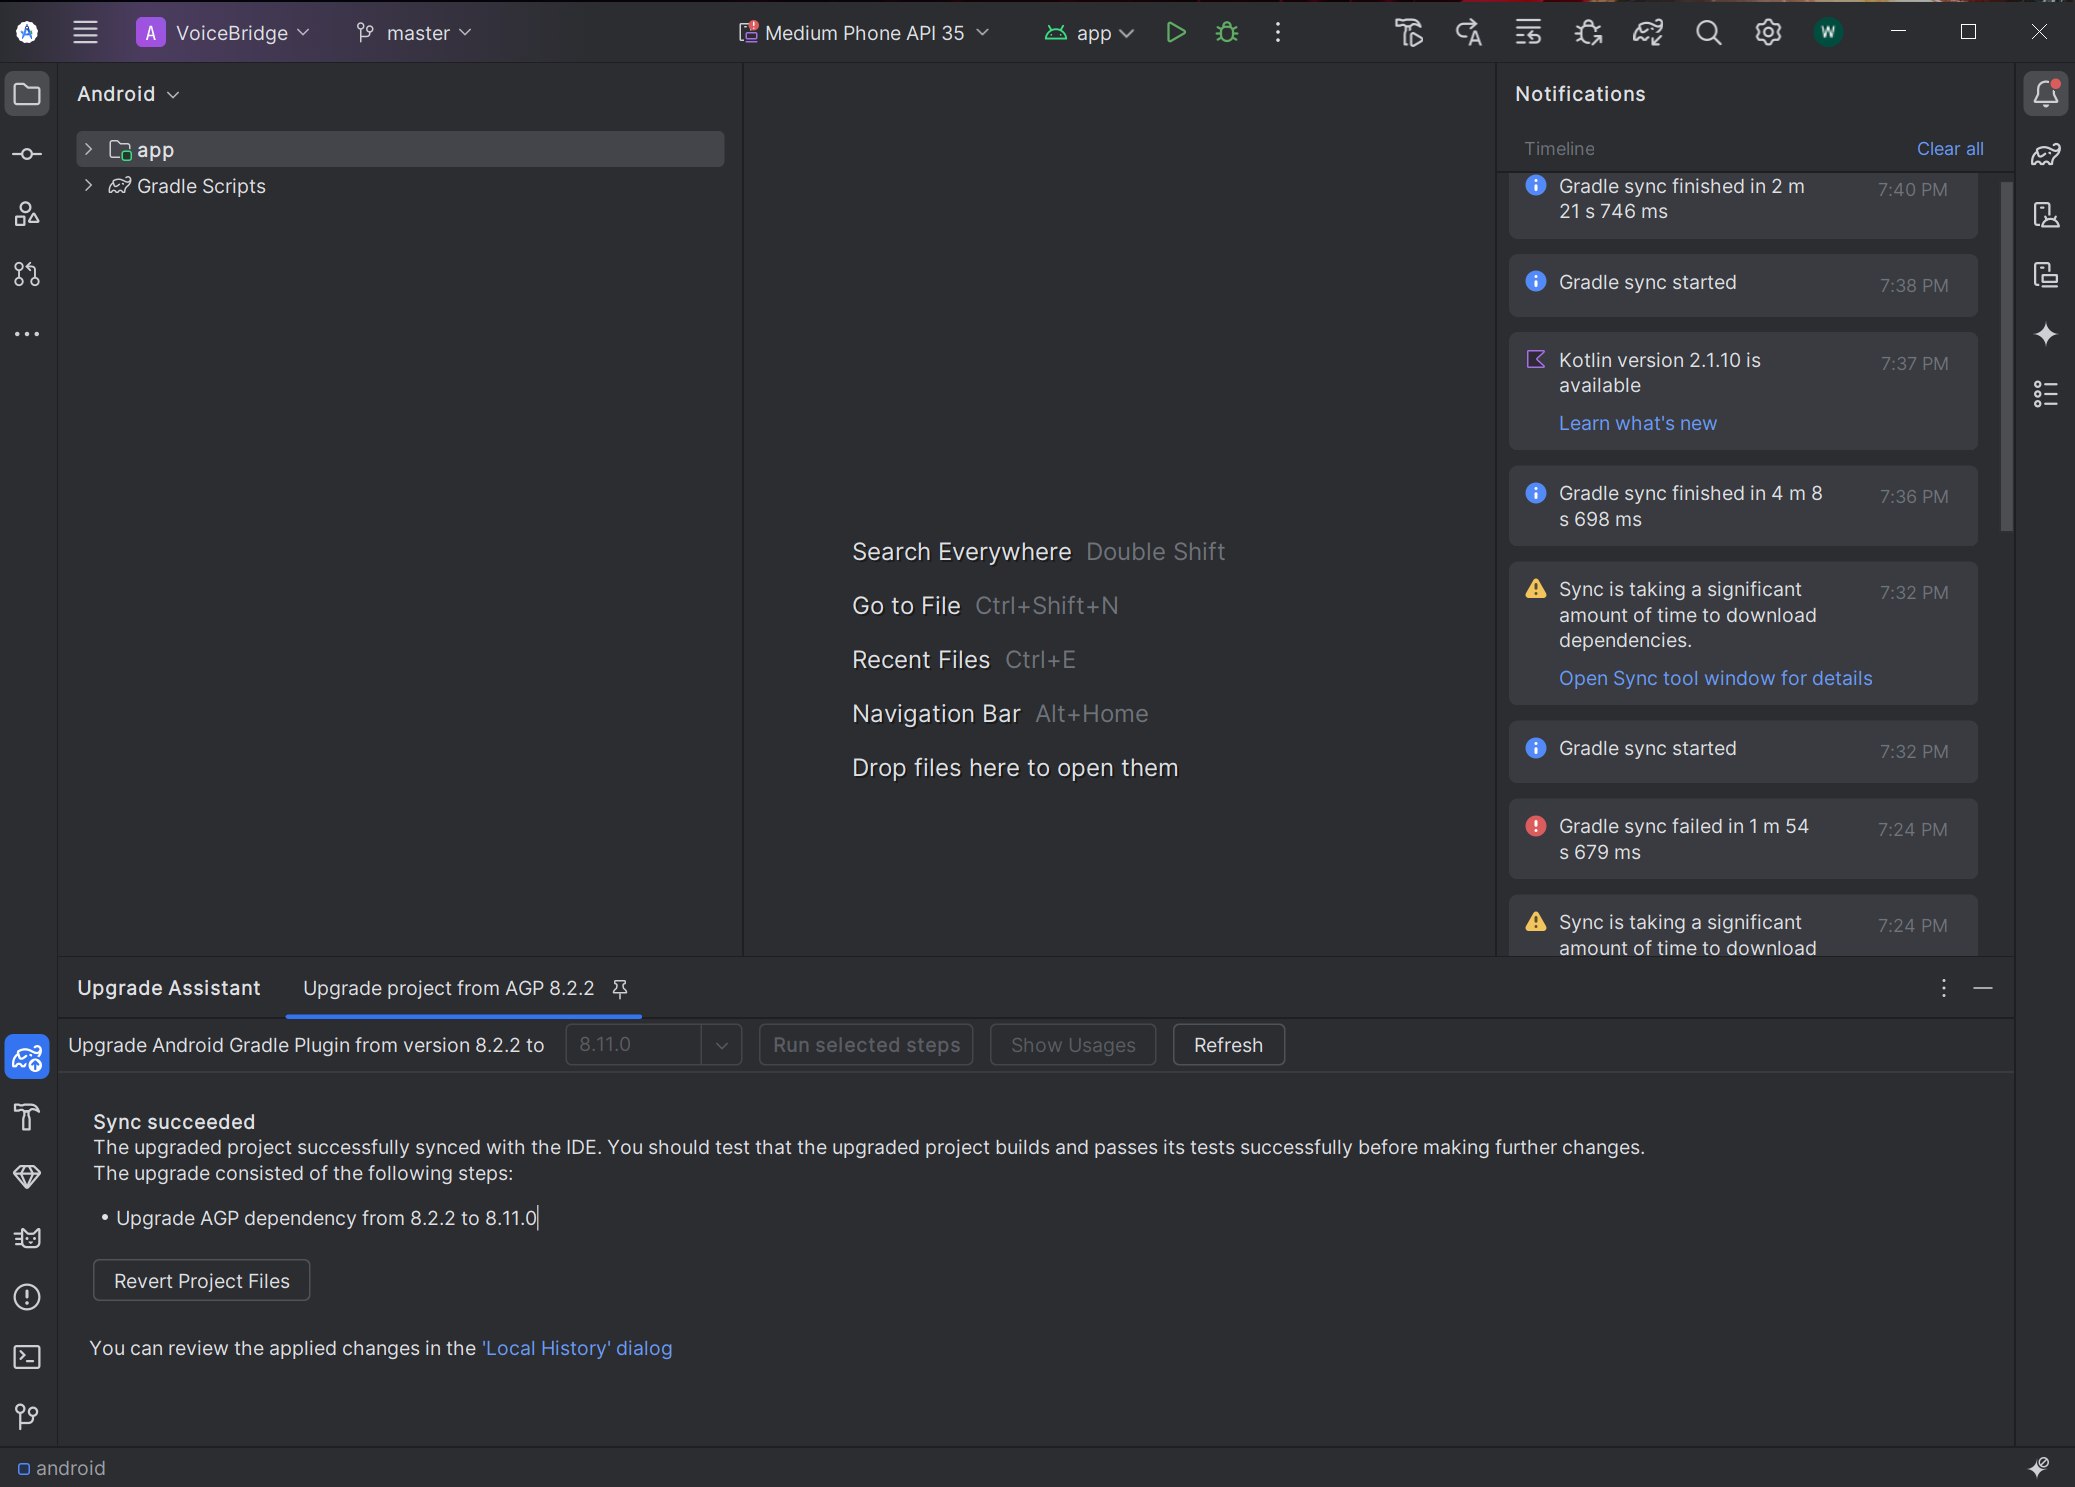 A VoiceBridge master Medium Phone API 35 app W
Android
app
Gradle Scripts
Search Everywhere Double Shift
Go to File Ctrl+Shift+N
Recent Files Ctrl+E
Navigation Bar Alt+Home
Drop files here to open them
Notifications
Timeline Clear all
Gradle sync finished in 2 m 7:40 PM
21 s 746 ms
Gradle sync started 7:38 PM
Kotlin version 2.1.10 is 7:37 PM
available
Learn what's new
Gradle sync finished in 4 m 8 7:36 PM
s 698 ms
Sync is taking a significant 7:32 PM
amount of time to download
dependencies.
Open Sync tool window for details
Gradle sync started 7:32 PM
Gradle sync failed in 1 m 54 7:24 PM
s 679 ms
Sync is taking a significant 7:24 PM
amount of time to download
Upgrade Assistant Upgrade project from AGP 8.2.2
Upgrade Android Gradle Plugin from version 8.2.2 to 8.11.0 Run selected steps Show Usages Refresh
Sync succeeded
The upgraded project successfully synced with the IDE. You should test that the upgraded project builds and passes its tests successfully before making further changes.
The upgrade consisted of the following steps:
• Upgrade AGP dependency from 8.2.2 to 8.11.0
Revert Project Files
You can review the applied changes in the 'Local History' dialog
android